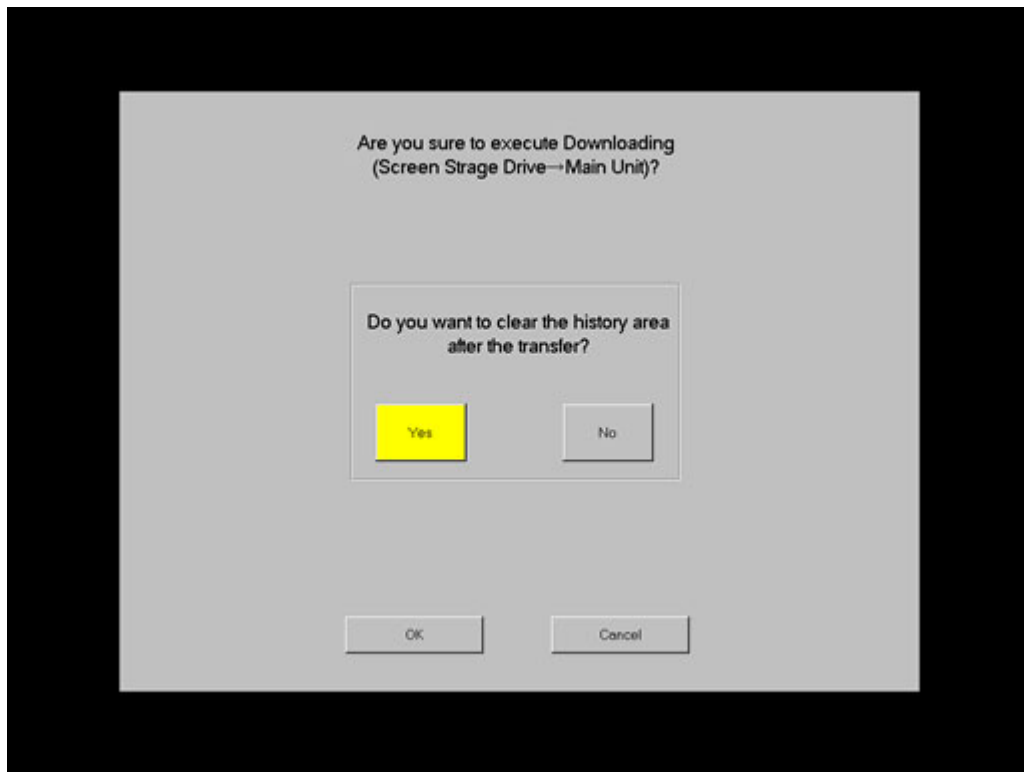 Are you sure to execute Downloading
(Screen Strage Drive→Main Unit)?
Do you want to clear the history area
after the transfer?
Yes
No
OK
Cancel